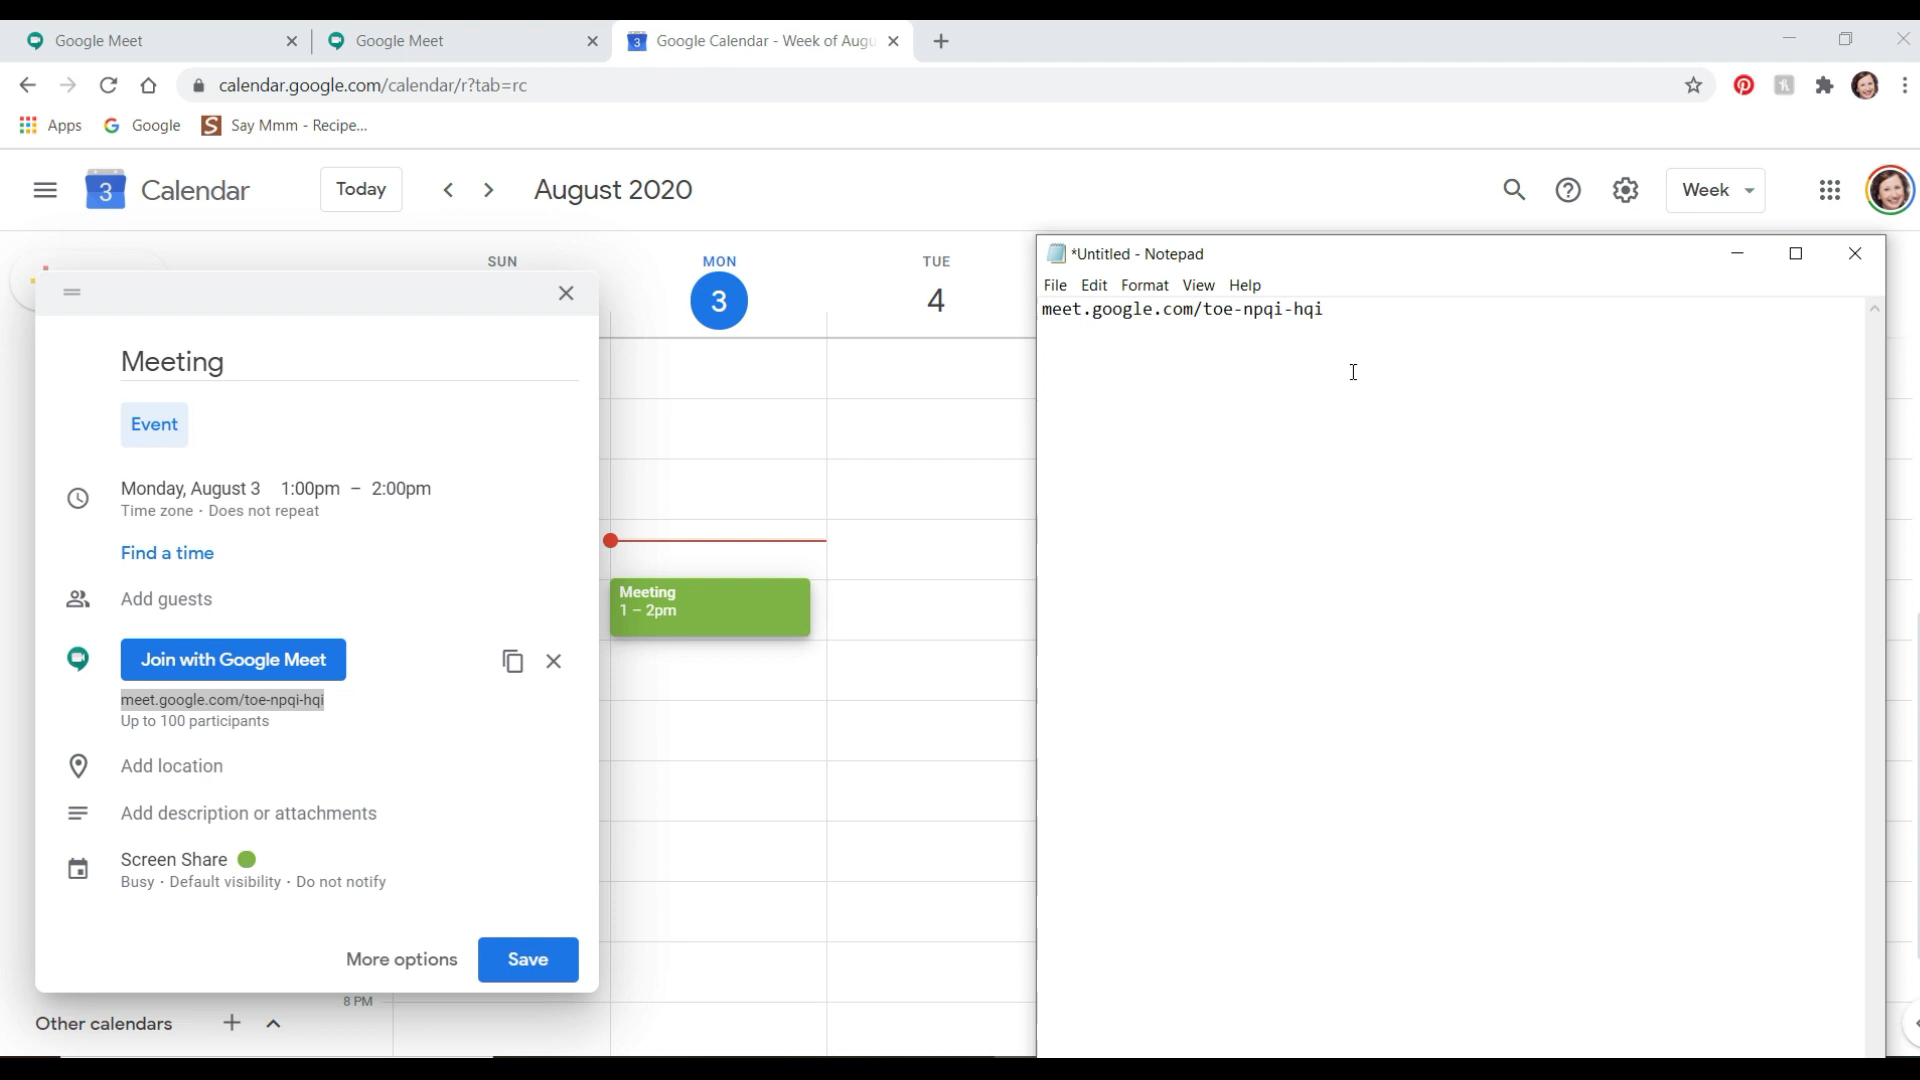 Google Meet
Google Meet
Google Calendar - Week of Augu
calendar.google.com/calendar/r?tab=rc
Apps
Google
Say Mmm - Recipe...
3
Calendar
Today
August 2020
Week
SUN
MON
3
TUE
4
Meeting
Event
Monday, August 3 1:00pm – 2:00pm
Time zone · Does not repeat
Find a time
Add guests
Join with Google Meet
meet.google.com/toe-npqi-hqi
Up to 100 participants
Add location
Add description or attachments
Screen Share
Busy · Default visibility · Do not notify
More options
Save
Meeting
1 – 2pm
8 PM
Other calendars
*Untitled - Notepad
File Edit Format View Help
meet.google.com/toe-npqi-hqi